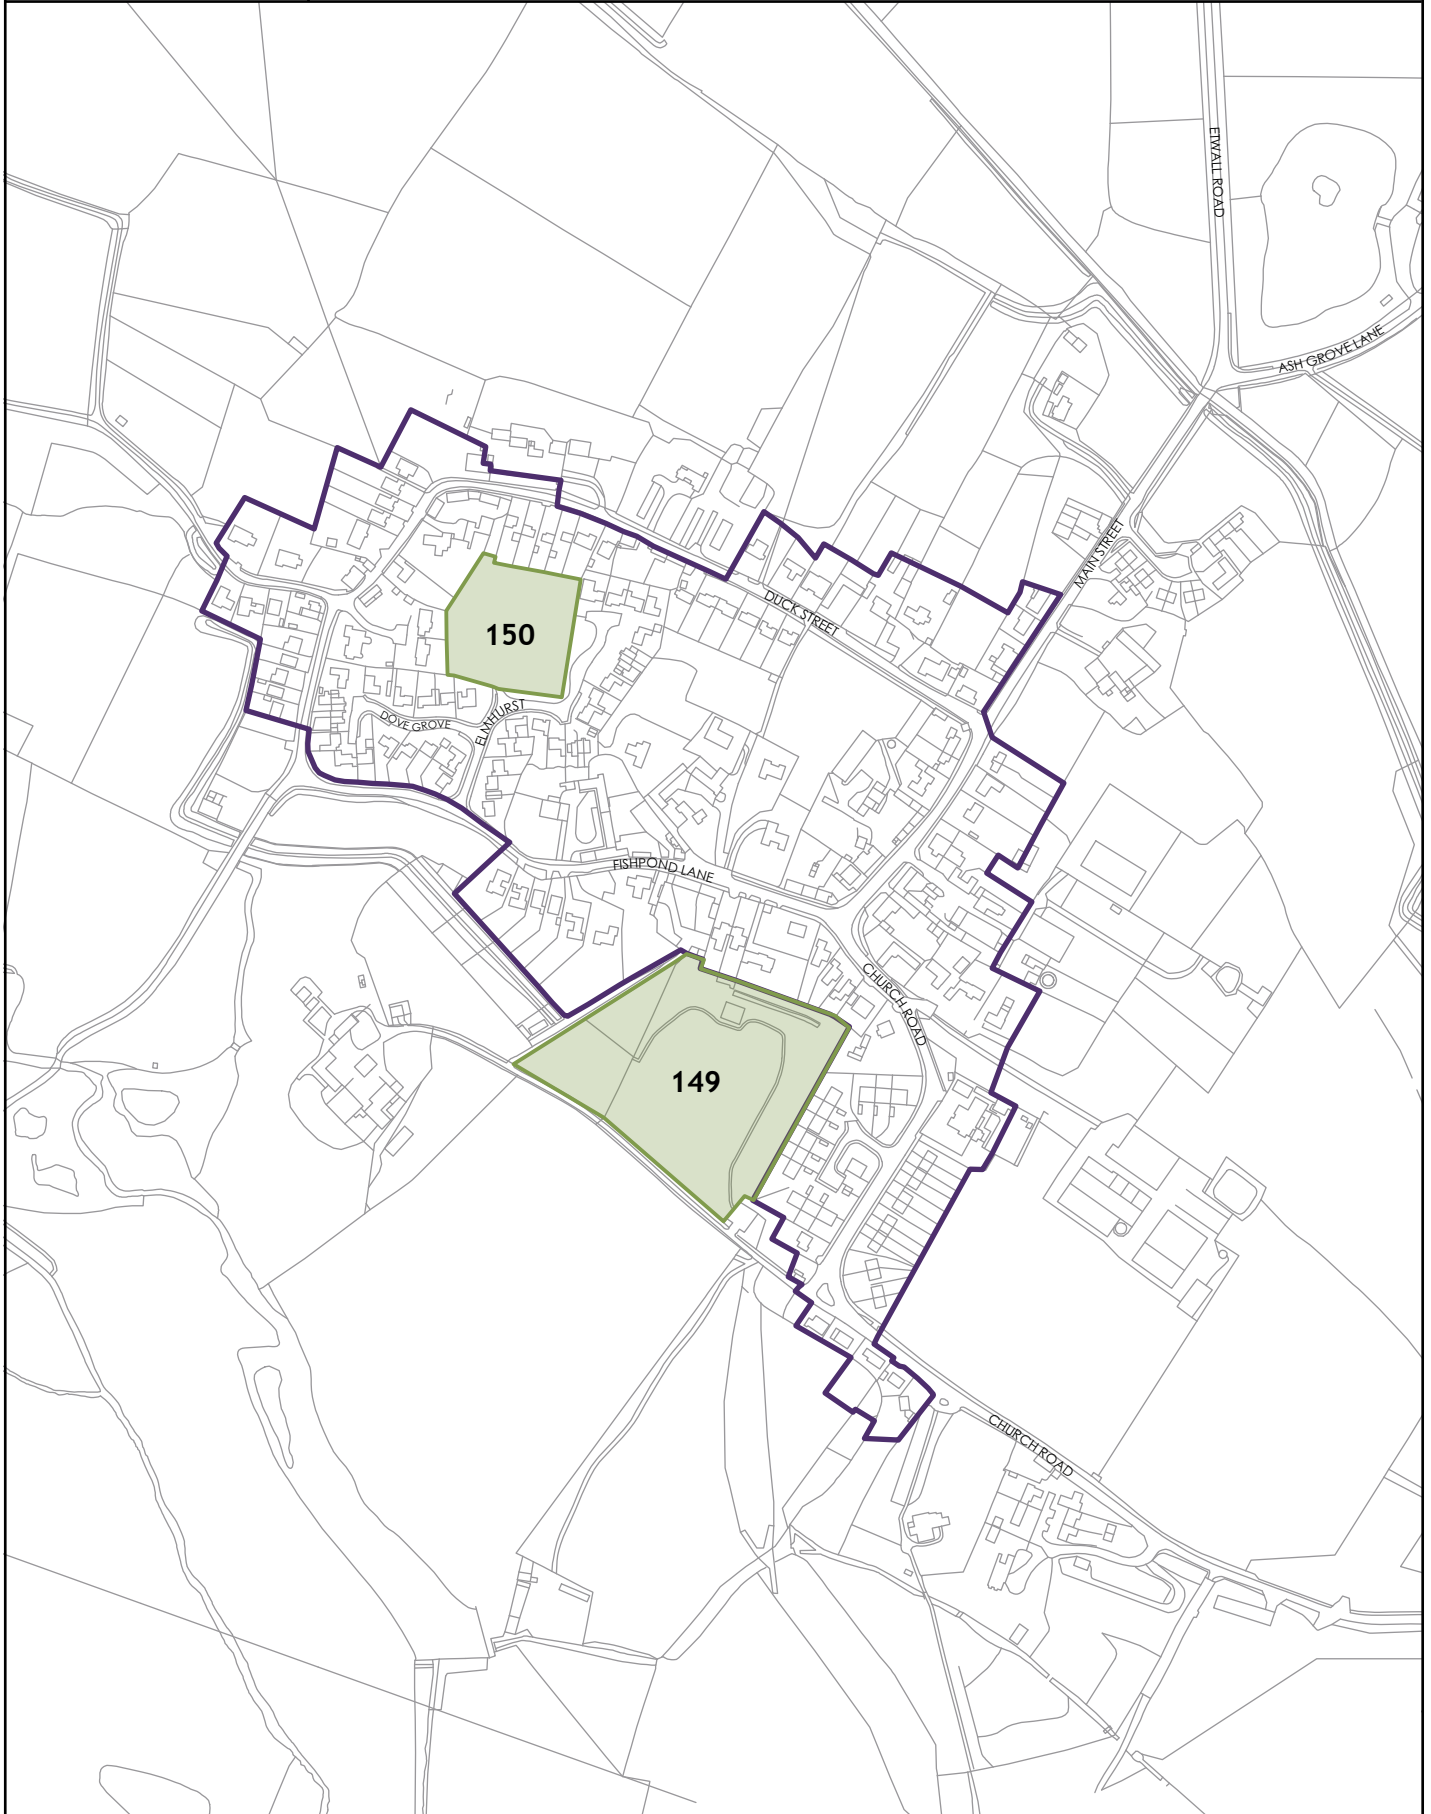 ETWALL ROAD
ASH GROVE LANE
MAIN STREET
DUCK STREET
150
DOVE GROVE
ELMHURST
FISHPOND LANE
CHURCH ROAD
149
CHURCH ROAD